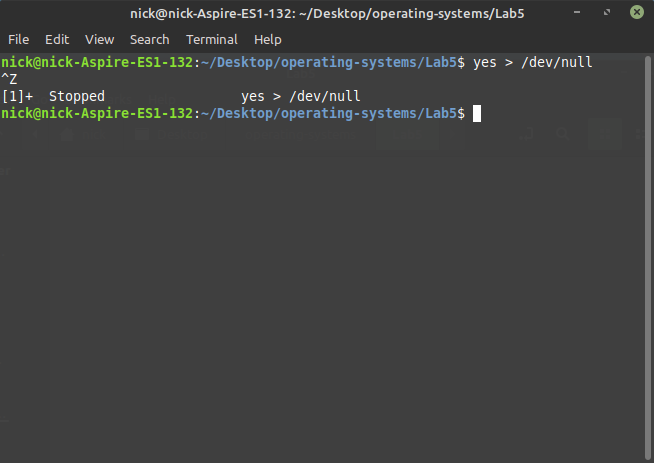 nick@nick-Aspire-ES1-132: ~/Desktop/operating-systems/Lab5
File Edit View Search Terminal Help
nick@nick-Aspire-ES1-132:~/Desktop/operating-systems/Lab5$ yes > /dev/null
^Z
[1]+  Stopped                 yes > /dev/null
nick@nick-Aspire-ES1-132:~/Desktop/operating-systems/Lab5$